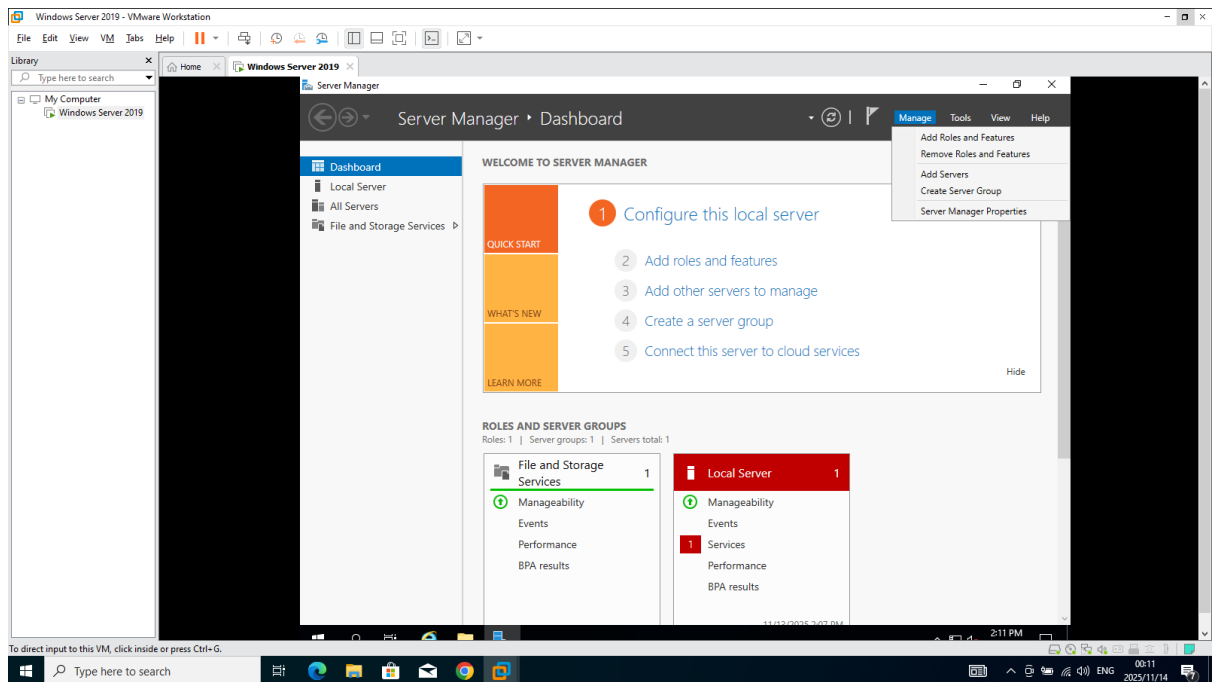 Windows Server 2019 - VMware Workstation
File Edit View VM Tabs Help
Library
Type here to search
My Computer
Windows Server 2019
Home
Windows Server 2019
Server Manager
Server Manager • Dashboard
Manage Tools View Help
Add Roles and Features
Remove Roles and Features
Add Servers
Create Server Group
Server Manager Properties
Dashboard
Local Server
All Servers
File and Storage Services
WELCOME TO SERVER MANAGER
QUICK START
WHAT'S NEW
LEARN MORE
1 Configure this local server
2 Add roles and features
3 Add other servers to manage
4 Create a server group
5 Connect this server to cloud services
Hide
ROLES AND SERVER GROUPS
Roles: 1 | Server groups: 1 | Servers total: 1
File and Storage
Services
1
Manageability
Events
Performance
BPA results
Local Server 1
Manageability
Events
1 Services
Performance
BPA results
11/13/2025 2:07 PM
2:11 PM
To direct input to this VM, click inside or press Ctrl+G.
Type here to search
ENG
00:11
2025/11/14
7